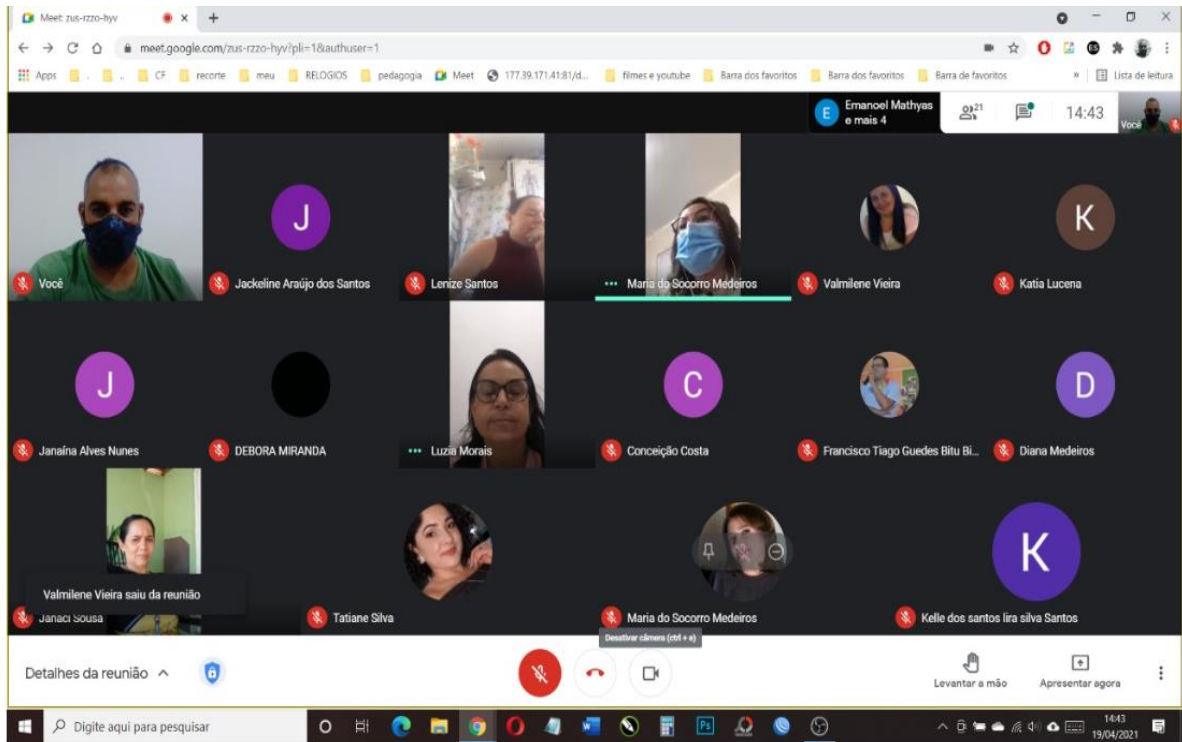 Meet: zus-rzzo-hyv
meet.google.com/zus-rzzo-hyv?pli=1&authuser=1
Apps . . CF recorte meu RELOGIOS pedagogia Meet 177.39.171.41:81/d... filmes e youtube Barra dos favoritos Barra dos favoritos Barra de favoritos » Lista de leitura
E Emanoel Mathyas e mais 4
21
14:43
Você
J
K
Você
Jackeline Araújo dos Santos
Lenize Santos
Maria do Socorro Medeiros
Valmilene Vieira
Katia Lucena
J
C
D
Janaína Alves Nunes
DEBORA MIRANDA
Luzia Morais
Conceição Costa
Francisco Tiago Guedes Bitu Bi...
Diana Medeiros
K
Valmilene Vieira saiu da reunião
Janaci Sousa
Tatiane Silva
Maria do Socorro Medeiros
Kelle dos santos lira silva Santos
Desativar câmera (ctrl + e)
Detalhes da reunião
Levantar a mão
Apresentar agora
Digite aqui para pesquisar
Ps
14:43
19/04/2021